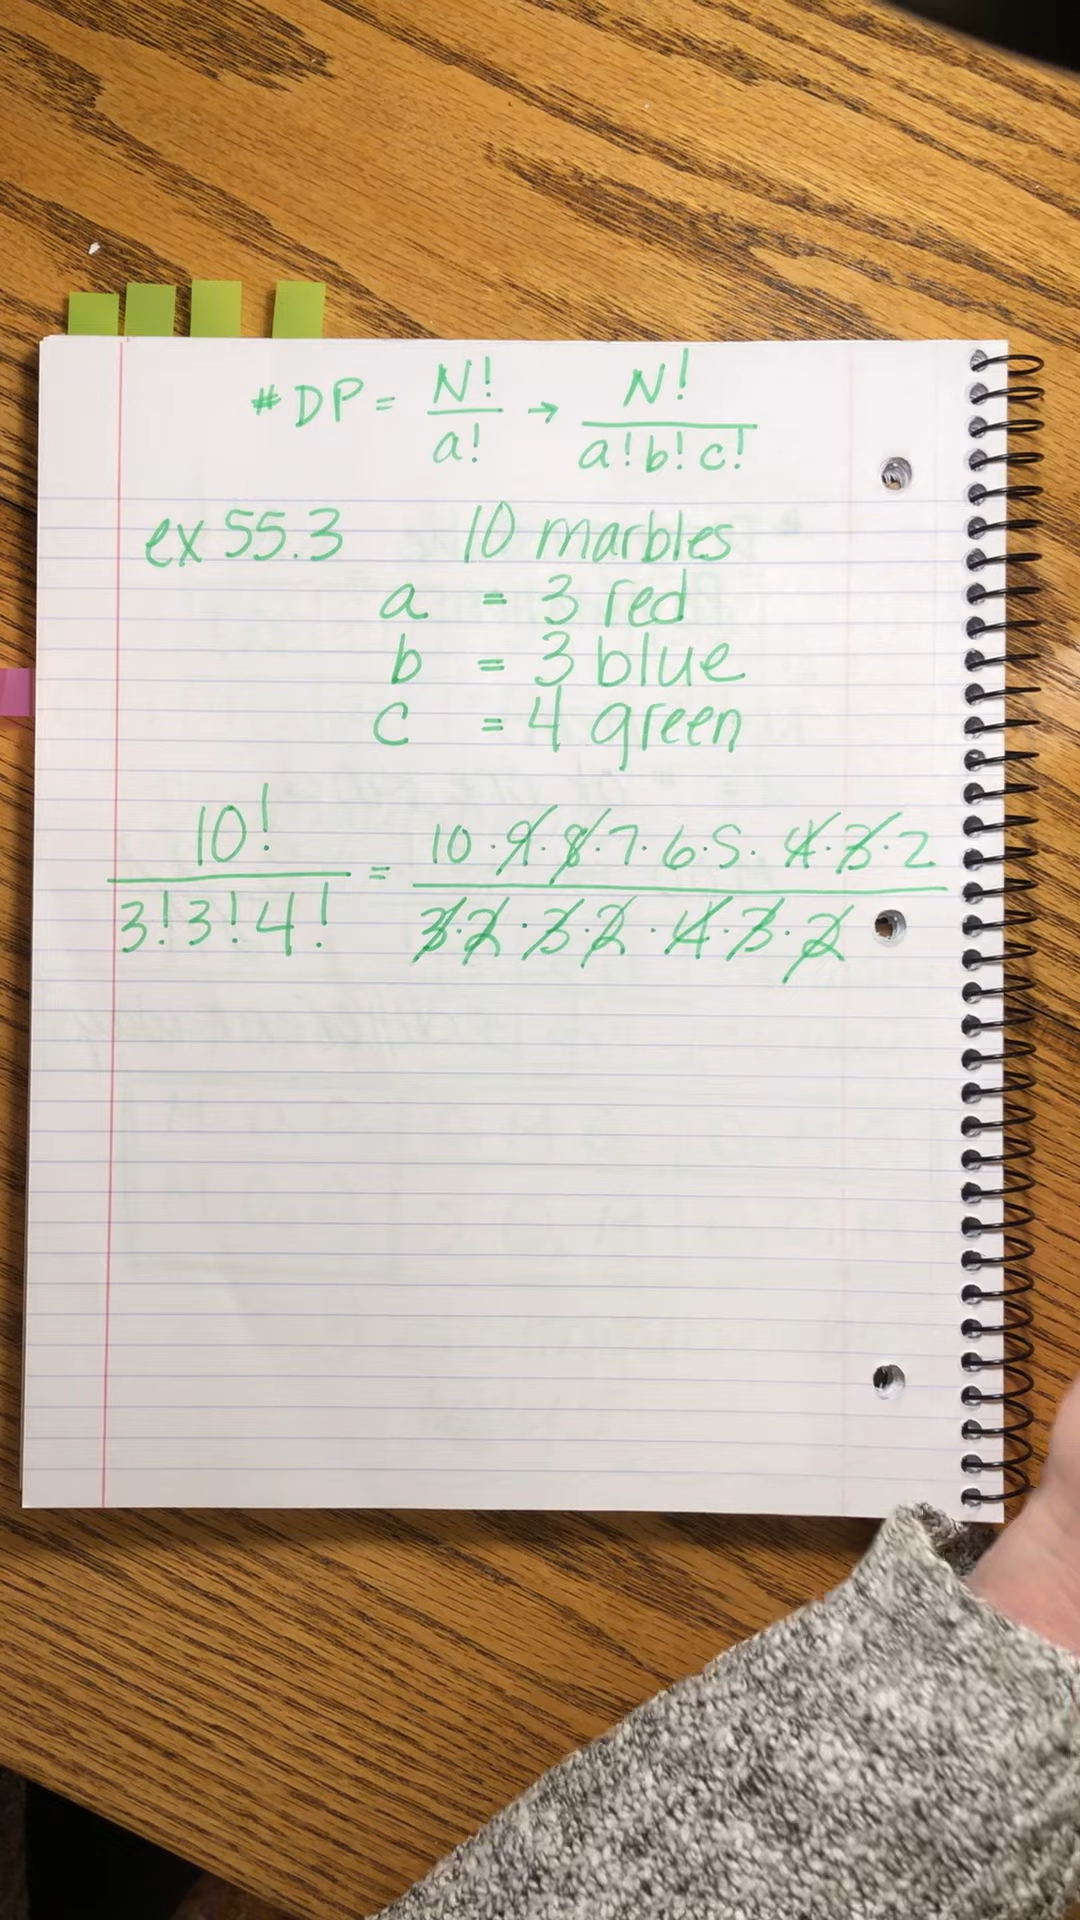 # DP = N!/a! → N!/a!b!c!
ex 55.3 10 marbles
a = 3 red
b = 3 blue
c = 4 green
10!/3!3!4! = 10·9·8·7·6·5·4·3·2/3·2·3·2·4·3·2